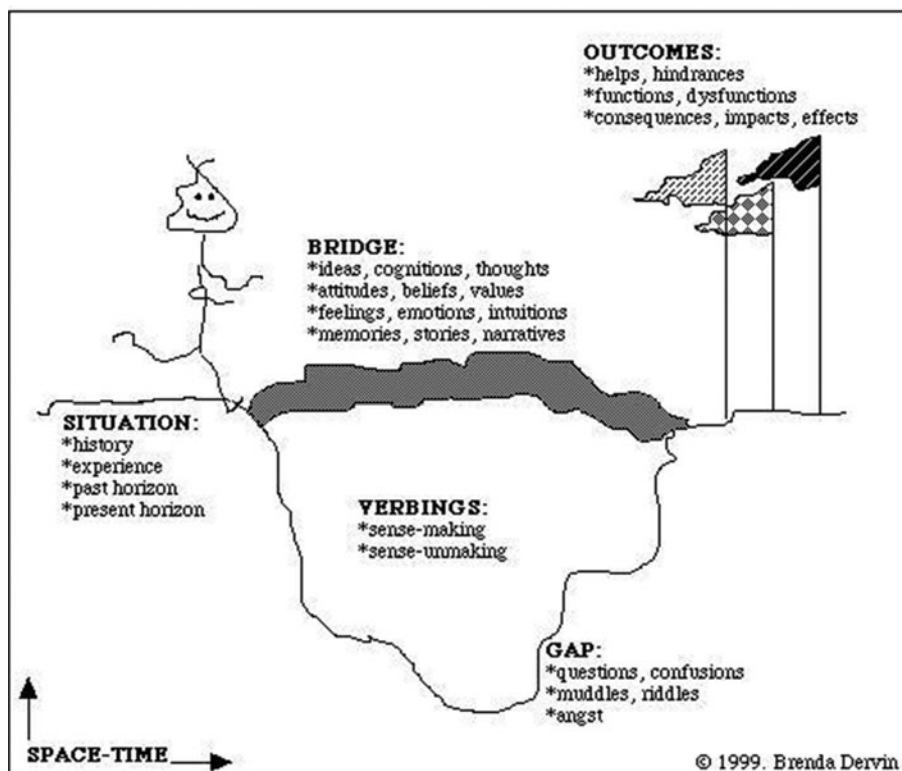 OUTCOMES:
*helps, hindrances
*functions, dysfunctions
*consequences, impacts, effects
BRIDGE:
*ideas, cognitions, thoughts
*attitudes, beliefs, values
*feelings, emotions, intuitions
*memories, stories, narratives
SITUATION:
*history
*experience
*past horizon
*present horizon
VERBINGS:
*sense-making
*sense-unmaking
GAP:
*questions, confusions
*muddles, riddles
*angst
SPACE-TIME
© 1999. Brenda Dervin